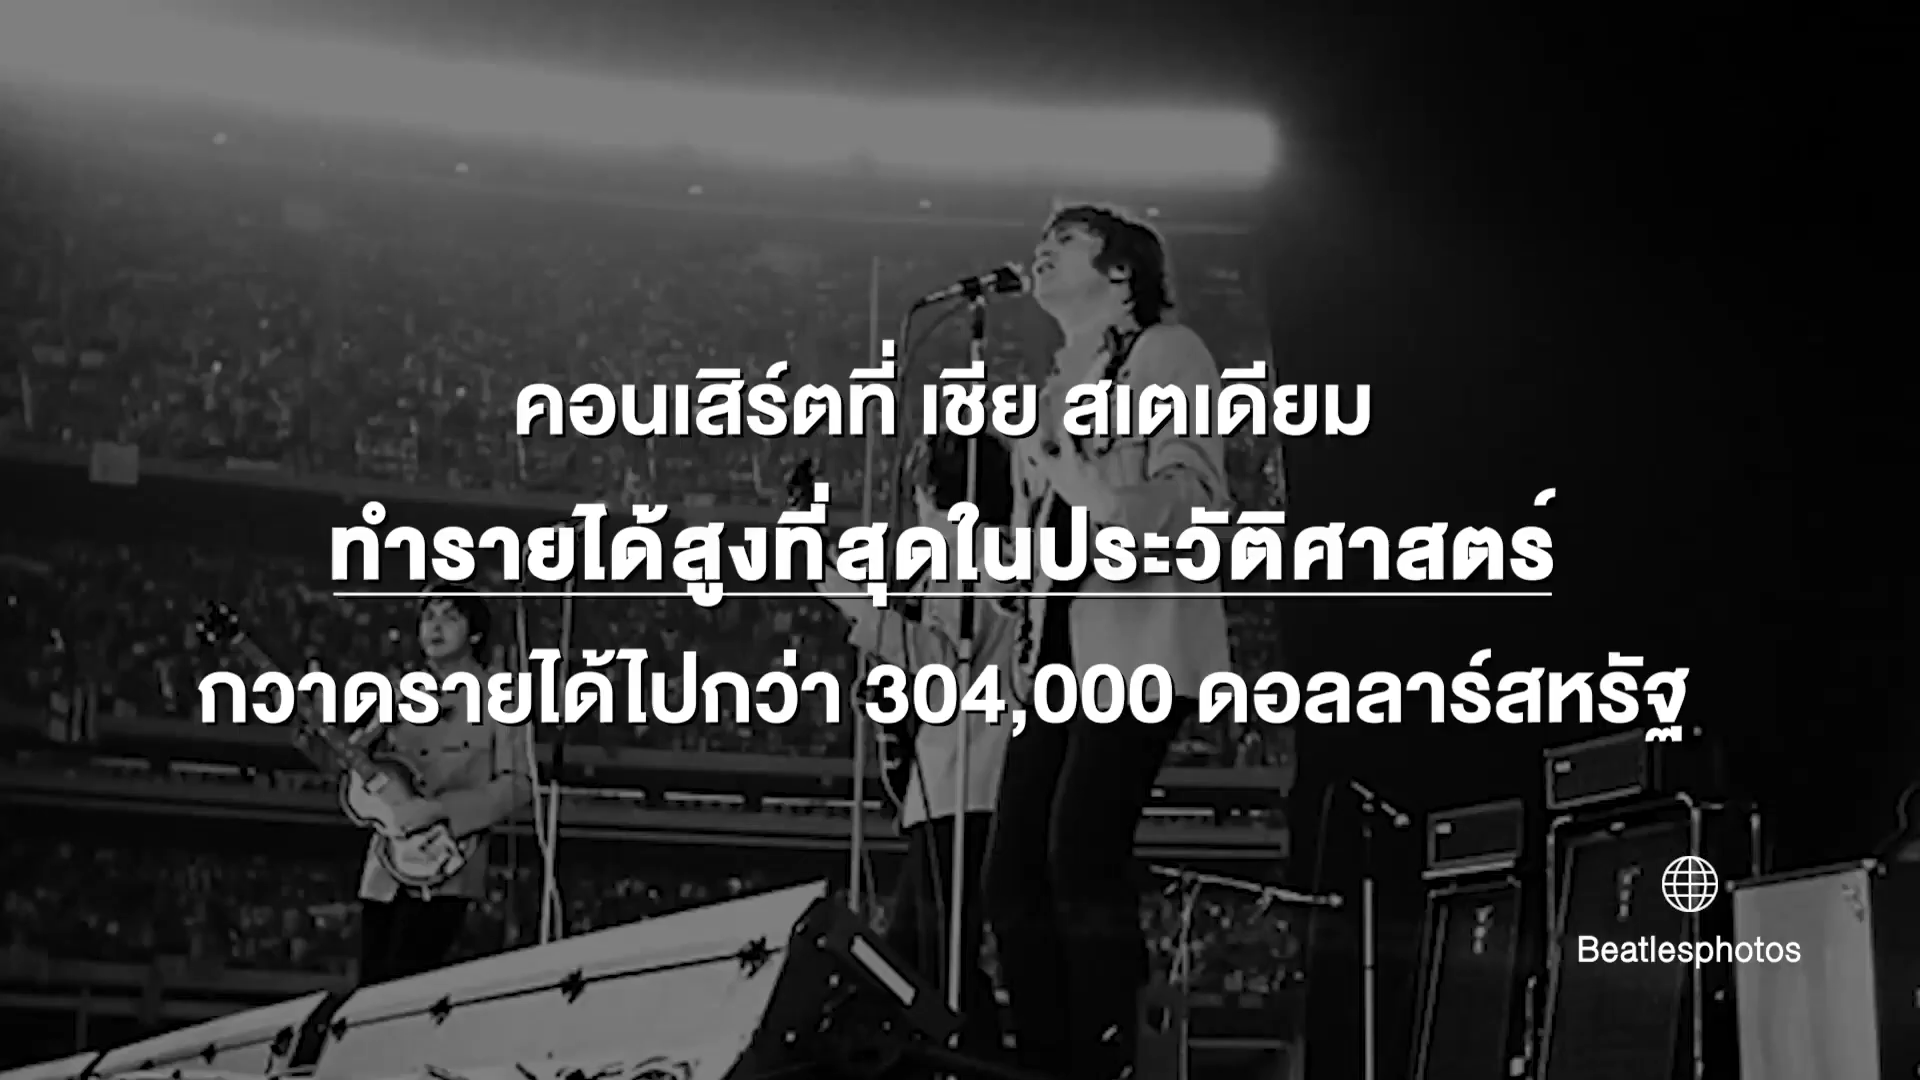 คอนเสิร์ตที่ เชีย สเตเดียม
ทำรายได้สูงที่สุดในประวัติศาสตร์
กวาดรายได้ไปกว่า 304,000 ดอลลาร์สหรัฐ
Beatlesphotos